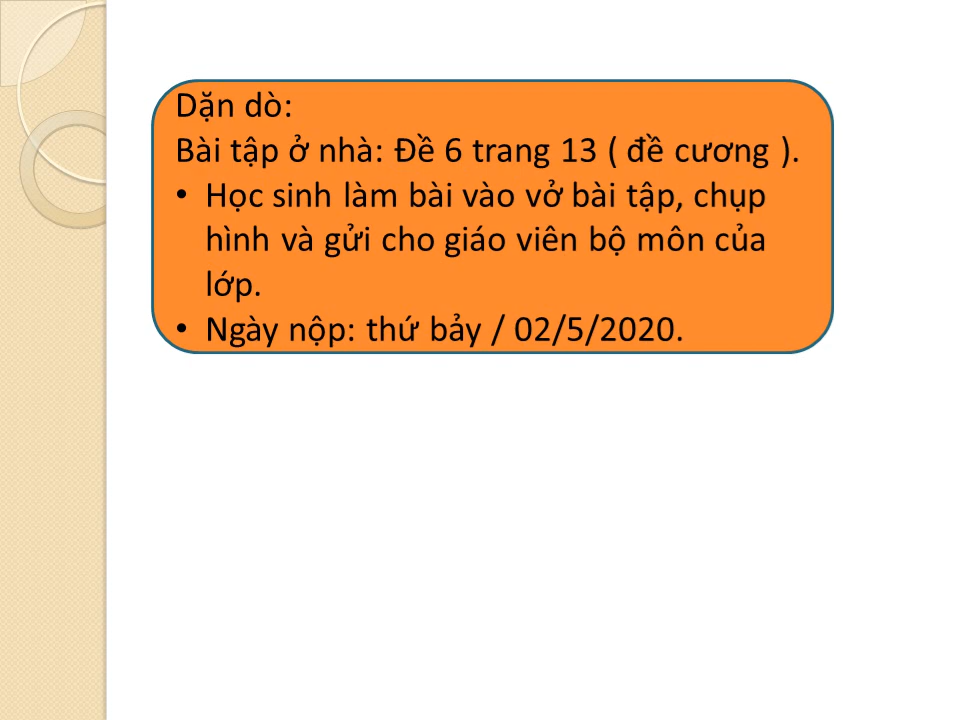 Dặn dò:
Bài tập ở nhà: Đề 6 trang 13 ( đề cương ).
• Học sinh làm bài vào vở bài tập, chụp
hình và gửi cho giáo viên bộ môn của
lớp.
• Ngày nộp: thứ bảy / 02/5/2020.